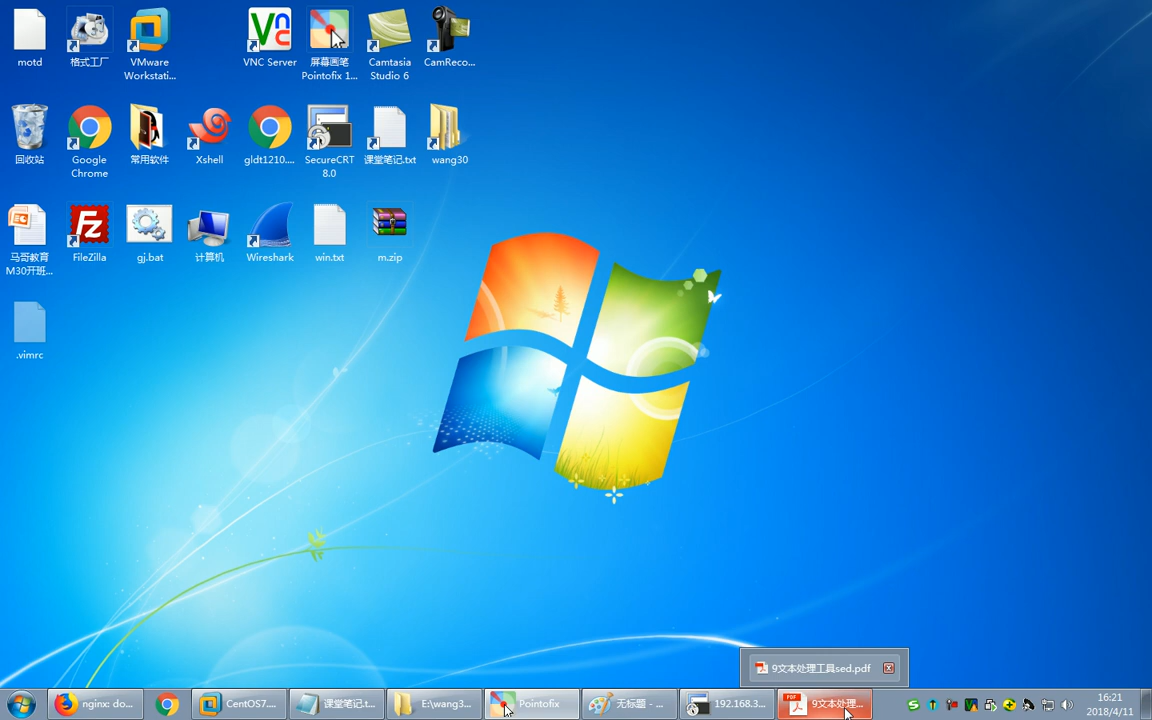 motd
格式工厂
VMware
Workstati...
VNC Server
屏幕画笔
Pointofix 1...
Camtasia
Studio 6
CamReco...
回收站
Google
Chrome
常用软件
Xshell
gldt1210....
SecureCRT
8.0
课堂笔记.txt
wang30
马哥教育
M30开班...
FileZilla
gj.bat
计算机
Wireshark
win.txt
m.zip
.vimrc
9文本处理工具sed.pdf
nginx: do...
CentOS7....
课堂笔记.t...
E:\wang3...
Pointofix
无标题 - ...
192.168.3...
9文本处理...
16:21
2018/4/11